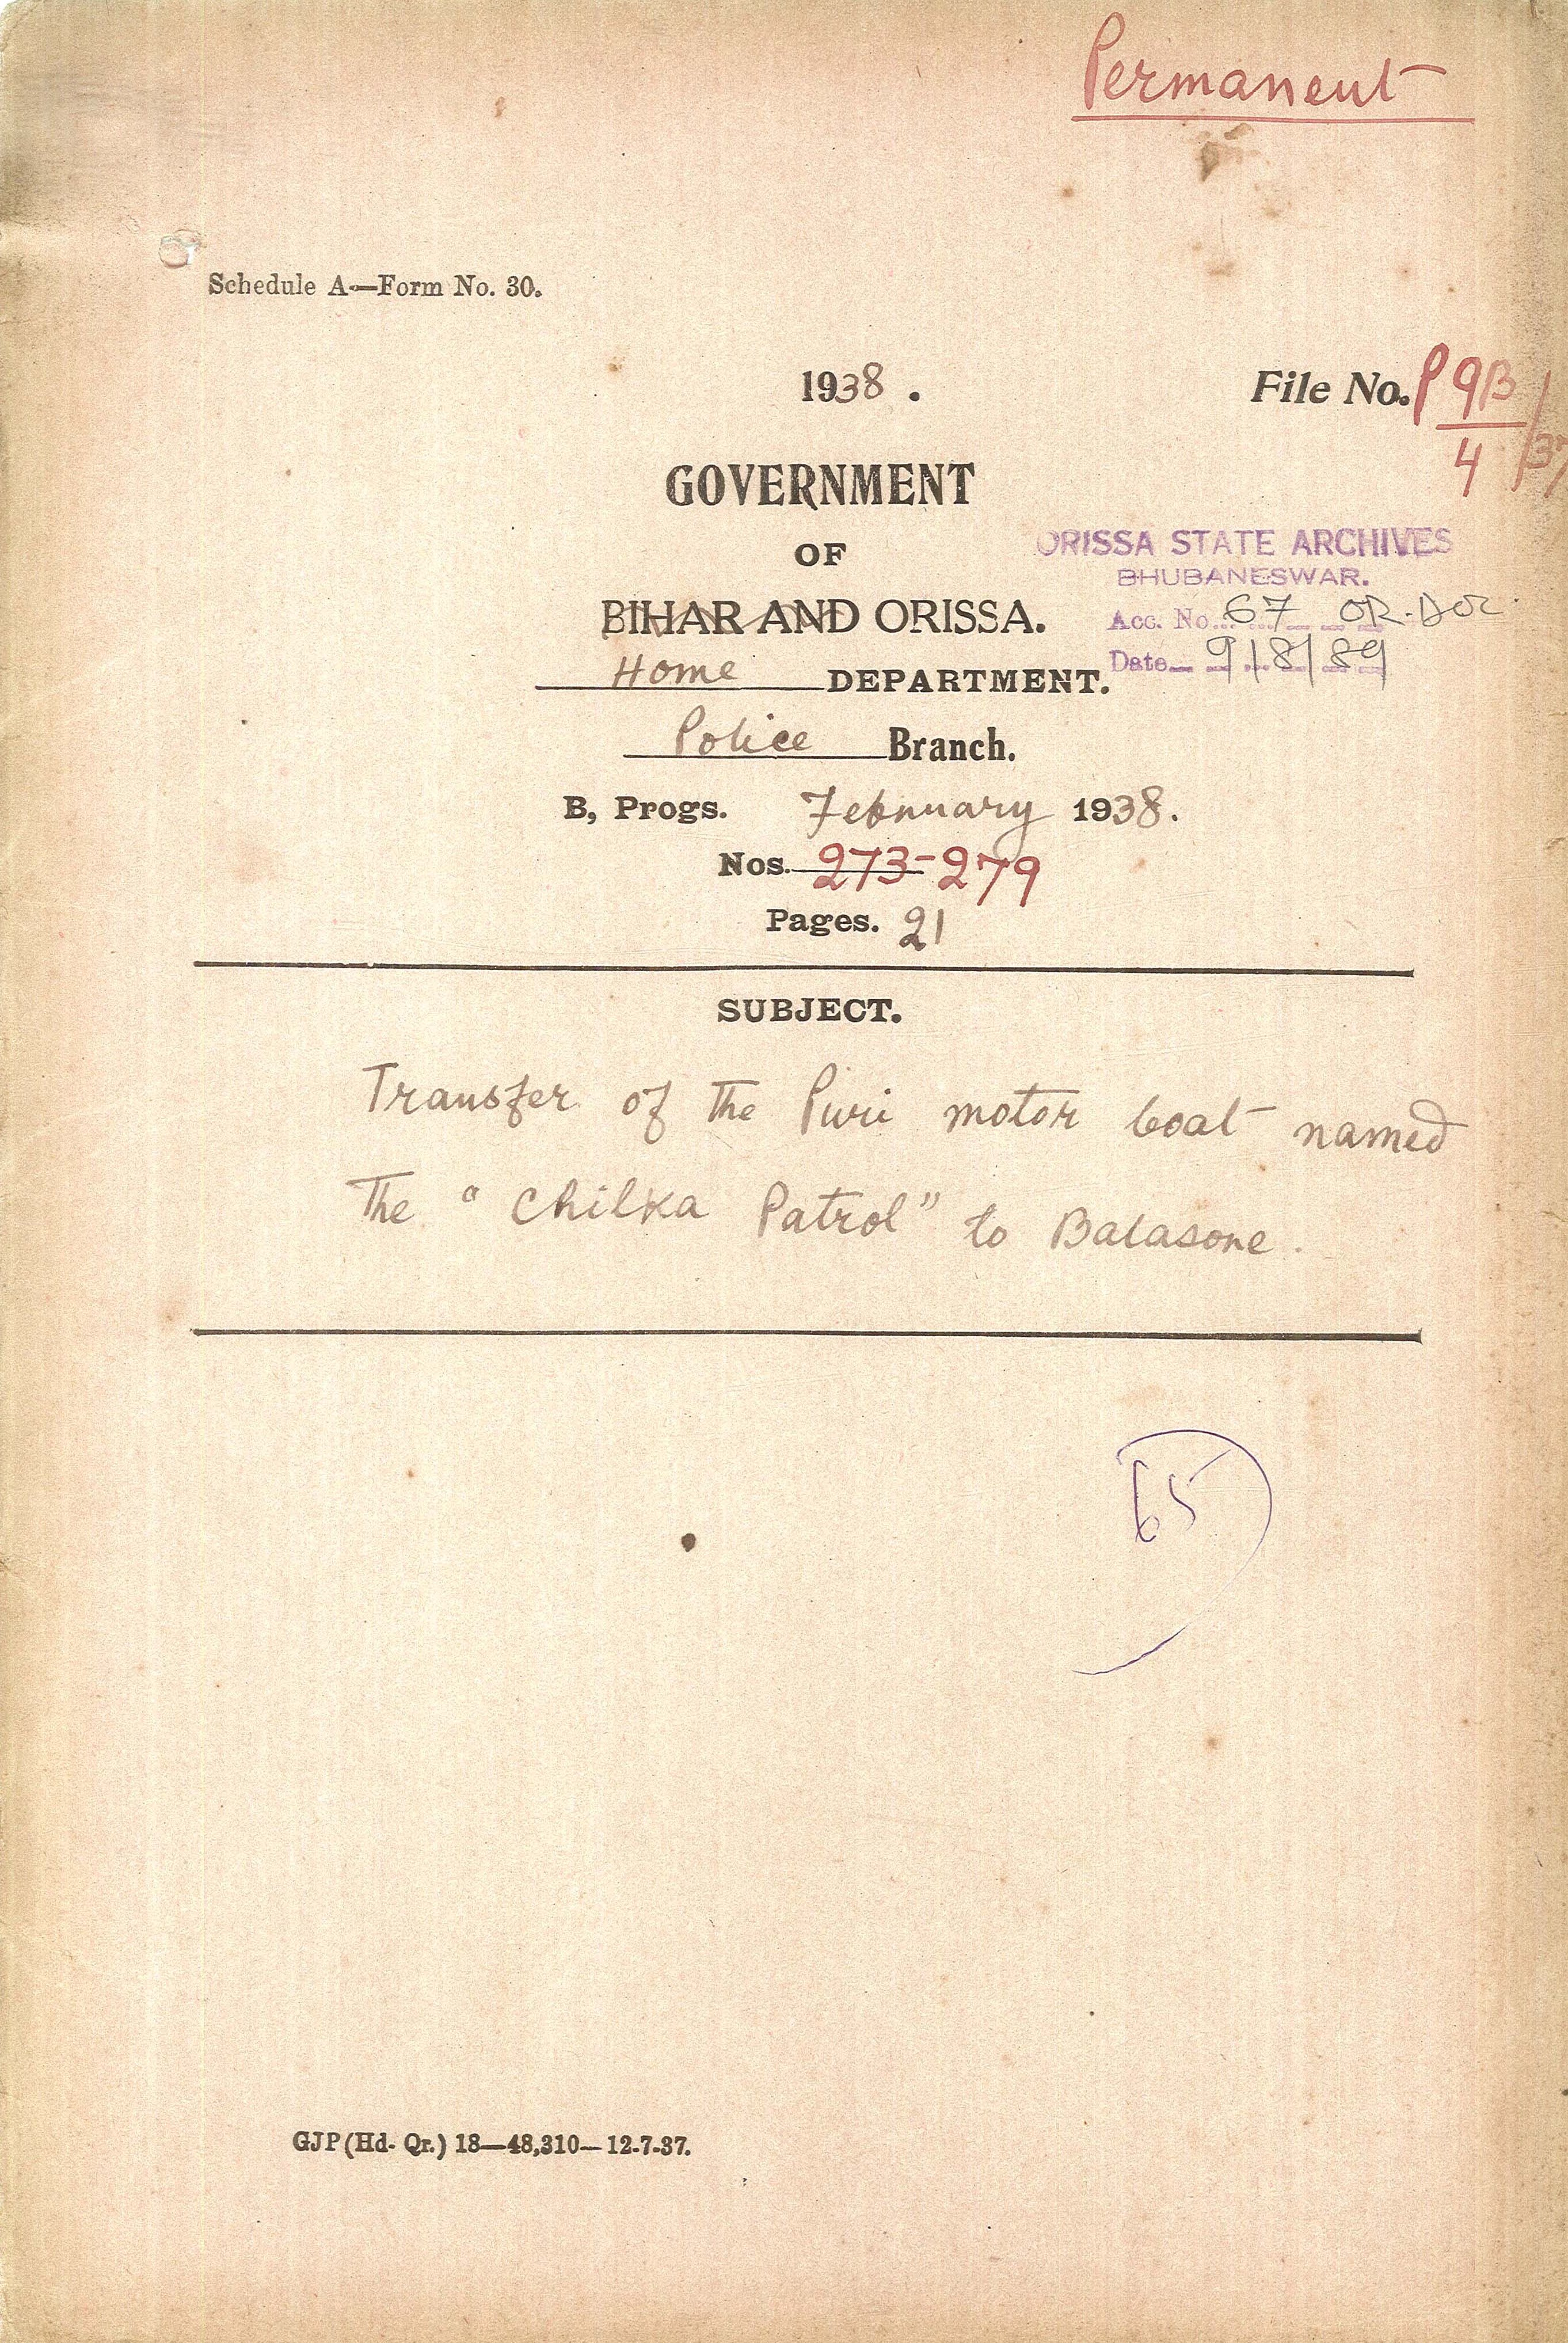 Permanent
Schedule A—Form No. 30.
1938.
File No. P 9B
4 /37
GOVERNMENT
OF
ORISSA STATE ARCHIVES
BHUBANESWAR.
BIHAR AND ORISSA.
Acc. No. 67 OR-DOC
Home DEPARTMENT.
Date 9/8/89
Police Branch.
B, Progs. February 1938.
Nos. 273-279
Pages. 21
SUBJECT.
Transfer of the Puri motor boat named
the "Chilka Patrol" to Balasore.
65
GJP (Hd. Qr.) 18—48,310—12-7-37.